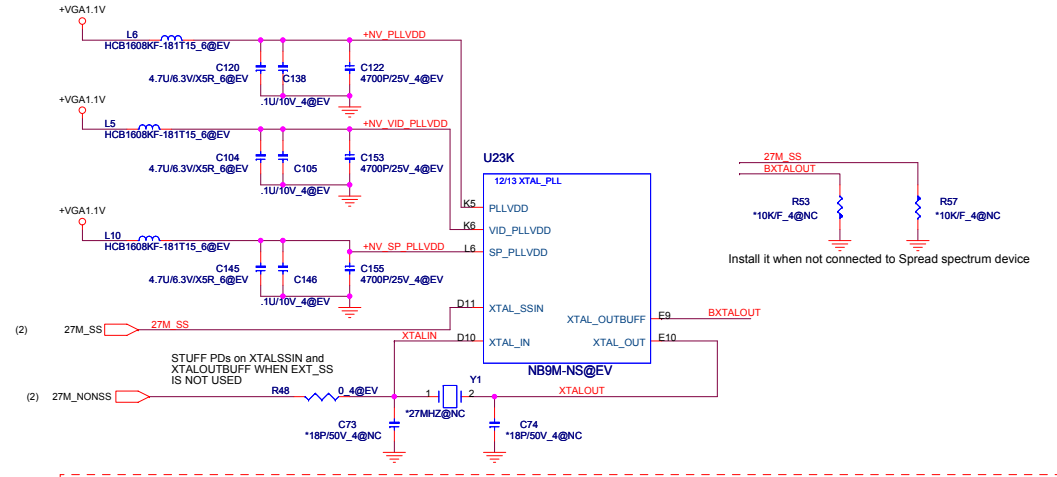 +VGA1.1V
L6
HCB1608KF-181T15_6@EV
+NV_PLLVDD
C120
4.7U/6.3V/X5R_6@EV
C138
.1U/10V_4@EV
C122
4700P/25V_4@EV
+VGA1.1V
L5
HCB1608KF-181T15_6@EV
+NV_VID_PLLVDD
C104
4.7U/6.3V/X5R_6@EV
C105
.1U/10V_4@EV
C153
4700P/25V_4@EV
+VGA1.1V
L10
HCB1608KF-181T15_6@EV
+NV_SP_PLLVDD
C145
4.7U/6.3V/X5R_6@EV
C146
.1U/10V_4@EV
C155
4700P/25V_4@EV
U23K
12/13 XTAL_PLL
K5 PLLVDD
K6 VID_PLLVDD
L6 SP_PLLVDD
D11 XTAL_SSIN
D10 XTAL_IN
XTAL_OUTBUFF E9
XTAL_OUT E10
NB9M-NS@EV
BXTALOUT
27M_SS
BXTALOUT
R53
*10K/F_4@NC
R57
*10K/F_4@NC
Install it when not connected to Spread spectrum device
(2) 27M_SS 27M_SS
XTALIN
STUFF PDs on XTALSSIN and
XTALOUTBUFF WHEN EXT_SS
IS NOT USED
(2) 27M_NONSS
R48 0_4@EV
Y1
1 2
*27MHZ@NC
XTALOUT
C73
*18P/50V_4@NC
C74
*18P/50V_4@NC